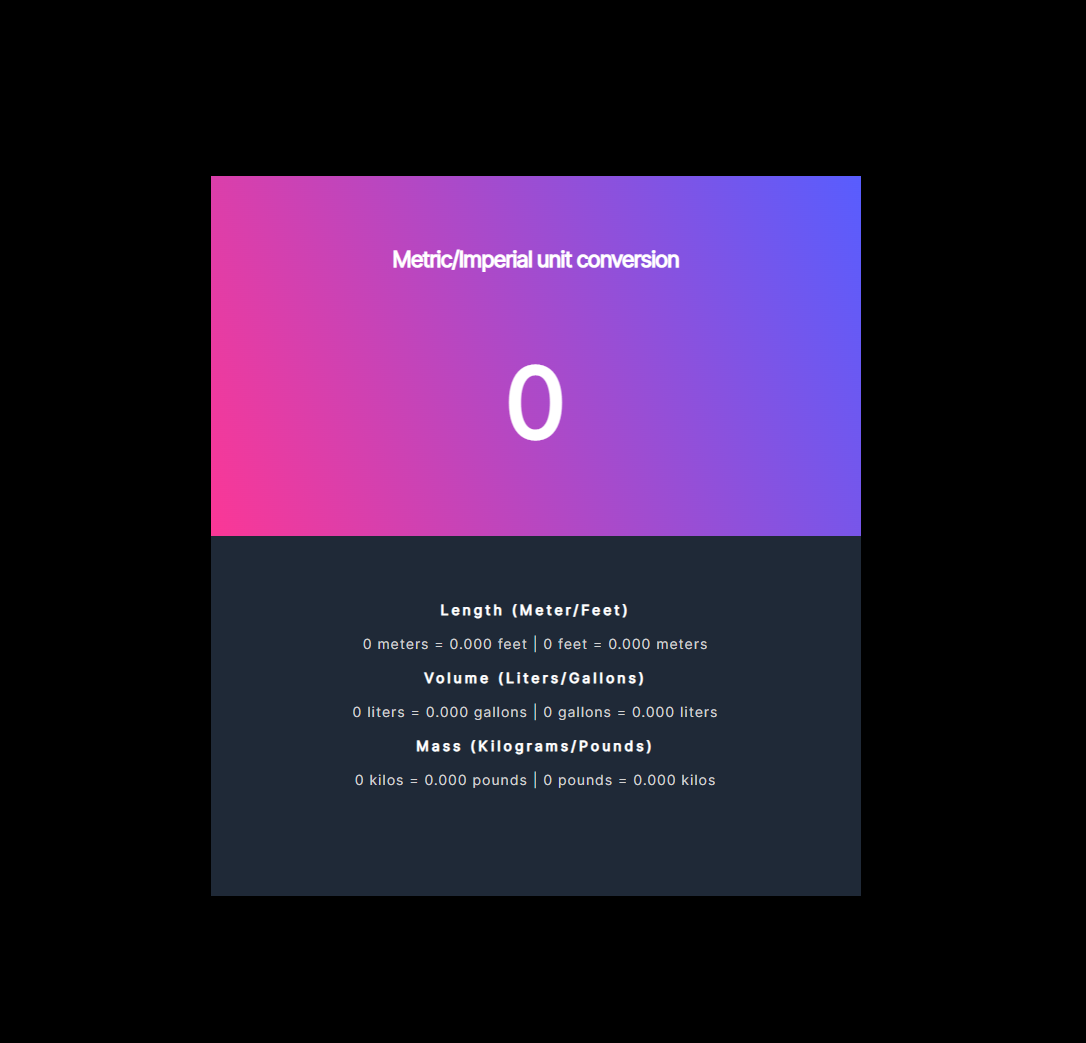 Metric/Imperial unit conversion
0
Length (Meter/Feet)
0 meters = 0.000 feet | 0 feet = 0.000 meters
Volume (Liters/Gallons)
0 liters = 0.000 gallons | 0 gallons = 0.000 liters
Mass (Kilograms/Pounds)
0 kilos = 0.000 pounds | 0 pounds = 0.000 kilos